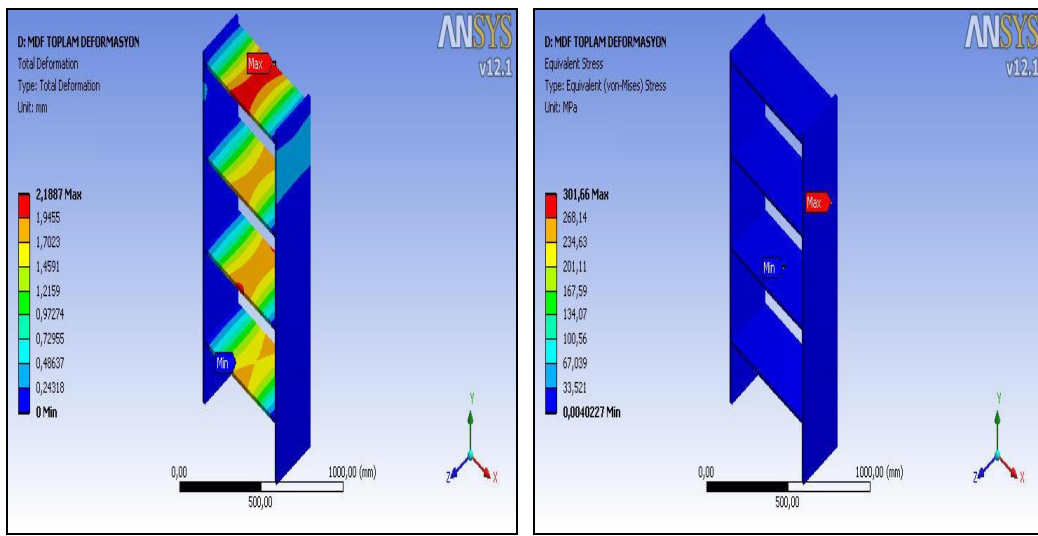 D: MDF TOPLAM DEFORMASYON
Total Deformation
Type: Total Deformation
Unit: mm
ANSYS
v12.1
Max
2,1887 Max
1,9455
1,7023
1,4591
1,2159
0,97274
0,72955
0,48637
0,24318
0 Min
Min
0,00
1000,00 (mm)
500,00
Y
Z
X
D: MDF TOPLAM DEFORMASYON
Equivalent Stress
Type: Equivalent (von-Mises) Stress
Unit: MPa
ANSYS
v12.1
301,66 Max
268,14
234,63
201,11
167,59
134,07
100,56
67,039
33,521
0,0040227 Min
Max
Min
0,00
1000,00 (mm)
500,00
Y
Z
X